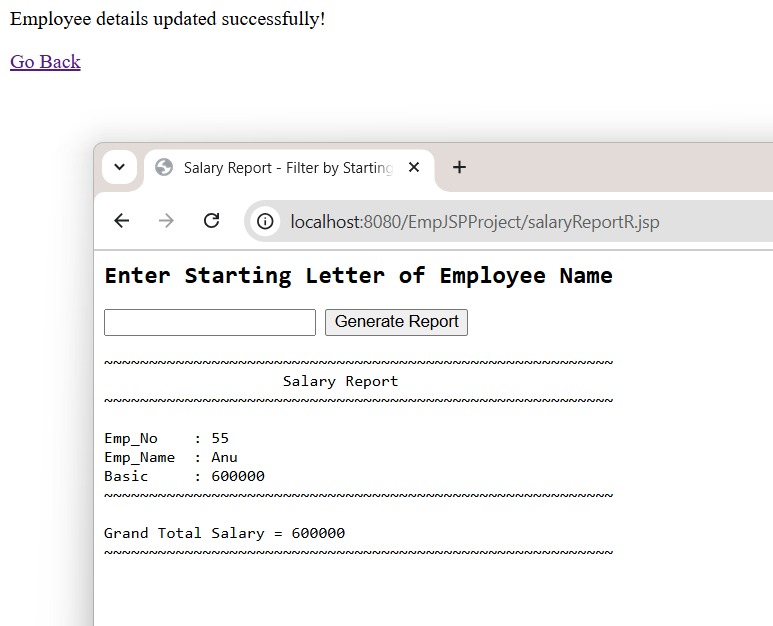 Employee details updated successfully!
Go Back
Salary Report - Filter by Starting
localhost:8080/EmpJSPProject/salaryReportR.jsp
Enter Starting Letter of Employee Name
Generate Report
~~~~~~~~~~~~~~~~~~~~~~~~~~~~~~~~~~~~~~~~~~~~~~~~~~~~~~~~~
Salary Report
~~~~~~~~~~~~~~~~~~~~~~~~~~~~~~~~~~~~~~~~~~~~~~~~~~~~~~~~~
Emp_No    : 55
Emp_Name  : Anu
Basic     : 600000
~~~~~~~~~~~~~~~~~~~~~~~~~~~~~~~~~~~~~~~~~~~~~~~~~~~~~~~~~
Grand Total Salary = 600000
~~~~~~~~~~~~~~~~~~~~~~~~~~~~~~~~~~~~~~~~~~~~~~~~~~~~~~~~~